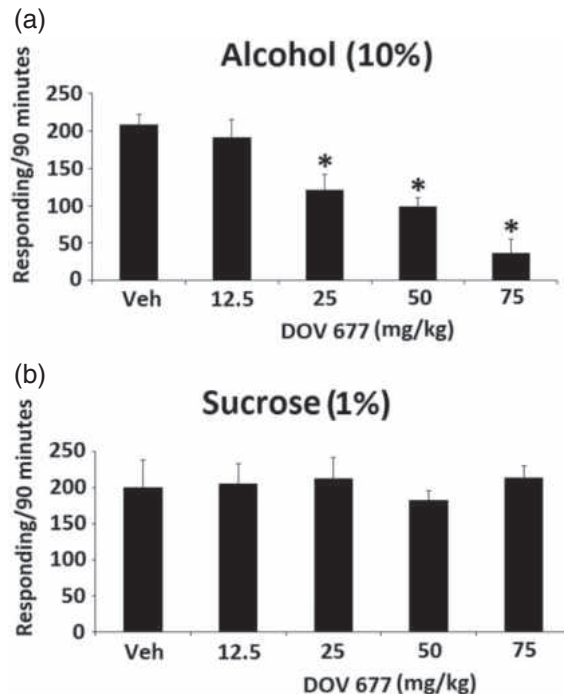 (a)
Alcohol (10%)
Responding/90 minutes
250
200
150
100
50
0
*
*
*
Veh 12.5 25 50 75
DOV 677 (mg/kg)
(b)
Sucrose (1%)
Responding/90 minutes
250
200
150
100
50
0
Veh 12.5 25 50 75
DOV 677 (mg/kg)